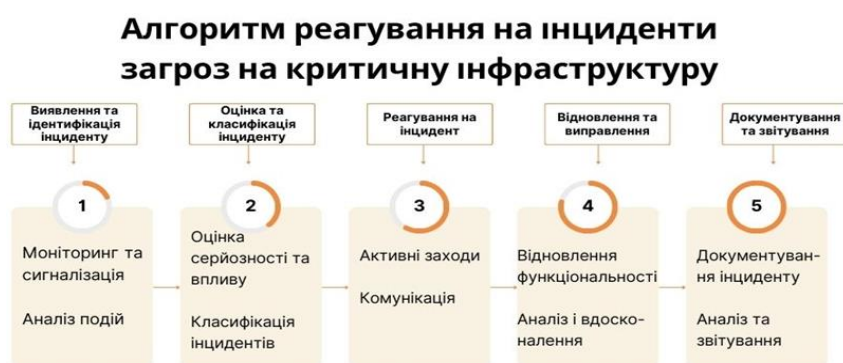 Алгоритм реагування на інциденти
загроз на критичну інфраструктуру
Виявлення та
ідентифікація
інциденту
Оцінка та
класифікація
інциденту
Реагування на
інцидент
Відновлення та
виправлення
Документування
та звітування
1
2
3
4
5
Моніторинг та
сигналізація
Аналіз подій
Оцінка
серйозності та
впливу
Класифікація
інцидентів
Активні заходи
Комунікація
Відновлення
функціональності
Аналіз і вдоско-
налення
Документуван-
ня інциденту
Аналіз та
звітування